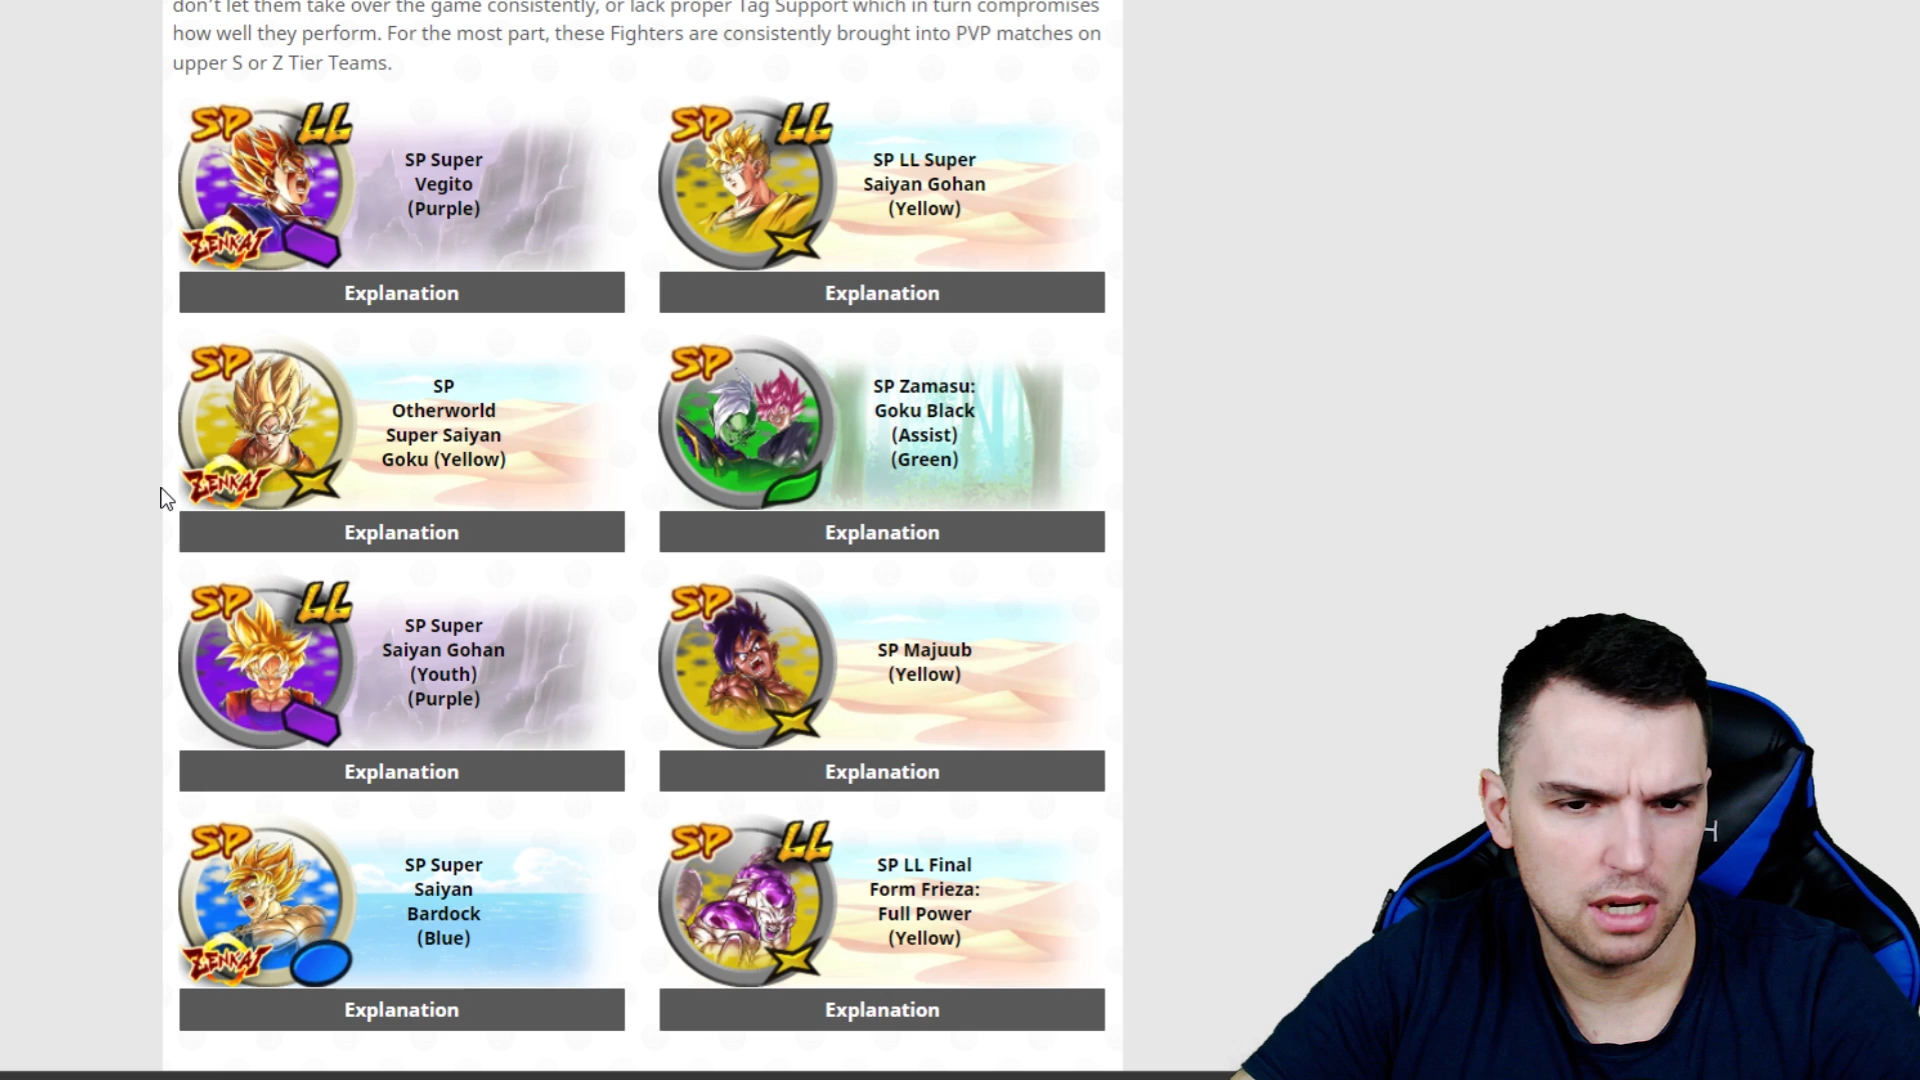 don't let them take over the game consistently, or lack proper Tag Support which in turn compromises
how well they perform. For the most part, these Fighters are consistently brought into PVP matches on
upper S or Z Tier Teams.
SP LL
SP Super
Vegito
(Purple)
ZENKAI
Explanation
SP LL
SP LL Super
Saiyan Gohan
(Yellow)
Explanation
SP
SP
Otherworld
Super Saiyan
Goku (Yellow)
ZENKAI
Explanation
SP
SP Zamasu:
Goku Black
(Assist)
(Green)
Explanation
SP LL
SP Super
Saiyan Gohan
(Youth)
(Purple)
Explanation
SP
SP Majuub
(Yellow)
Explanation
SP
SP Super
Saiyan
Bardock
(Blue)
ZENKAI
Explanation
SP LL
SP LL Final
Form Frieza:
Full Power
(Yellow)
Explanation